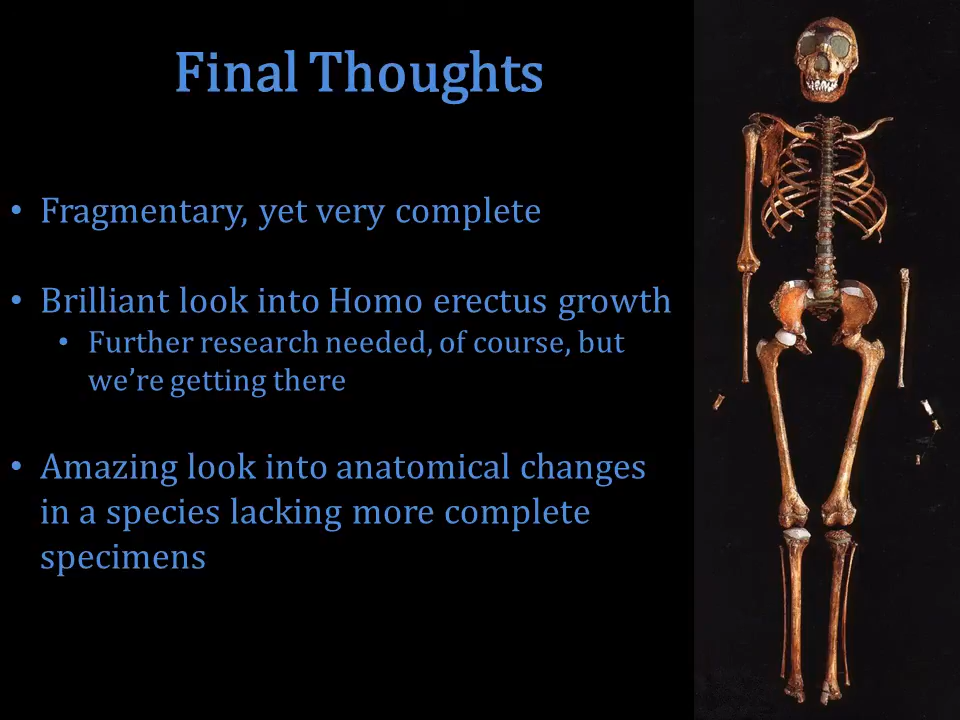 Final Thoughts
• Fragmentary, yet very complete
• Brilliant look into Homo erectus growth
• Further research needed, of course, but
we’re getting there
• Amazing look into anatomical changes
in a species lacking more complete
specimens